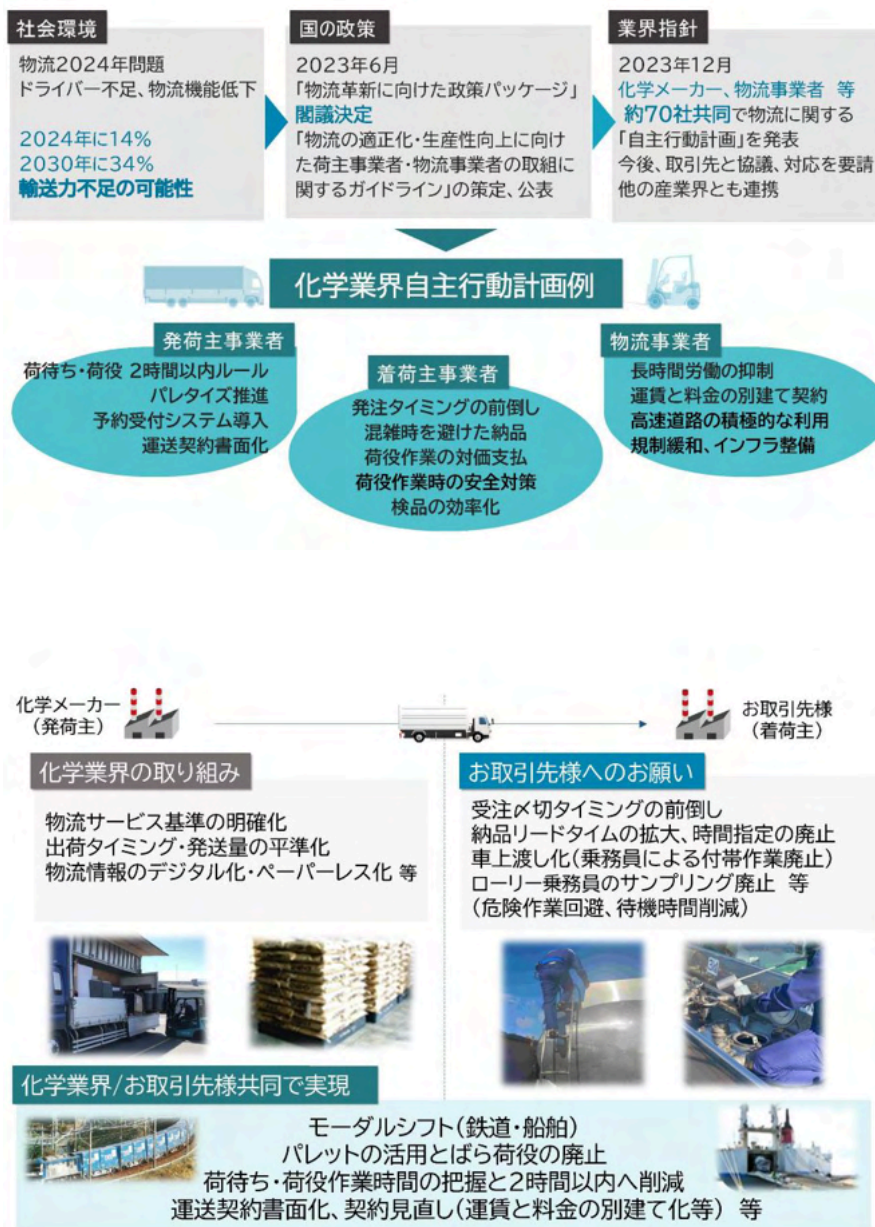 社会環境
物流2024年問題
ドライバー不足、物流機能低下
2024年に14%
2030年に34%
輸送力不足の可能性
国の政策
2023年6月
「物流革新に向けた政策パッケージ」
閣議決定
「物流の適正化・生産性向上に向け
た荷主事業者・物流事業者の取組に
関するガイドライン」の策定、公表
業界指針
2023年12月
化学メーカー、物流事業者 等
約70社共同で物流に関する
「自主行動計画」を発表
今後、取引先と協議、対応を要請
他の産業界とも連携
化学業界自主行動計画例
発荷主事業者
荷待ち・荷役 2時間以内ルール
パレタイズ推進
予約受付システム導入
運送契約書面化
着荷主事業者
発注タイミングの前倒し
混雑時を避けた納品
荷役作業の対価支払
荷役作業時の安全対策
検品の効率化
物流事業者
長時間労働の抑制
運賃と料金の別建て契約
高速道路の積極的な利用
規制緩和、インフラ整備
化学メーカー
(発荷主)
お取引先様
(着荷主)
化学業界の取り組み
物流サービス基準の明確化
出荷タイミング・発送量の平準化
物流情報のデジタル化・ペーパーレス化 等
お取引先様へのお願い
受注〆切タイミングの前倒し
納品リードタイムの拡大、時間指定の廃止
車上渡し化(乗務員による付帯作業廃止)
ローリー乗務員のサンプリング廃止 等
(危険作業回避、待機時間削減)
化学業界/お取引先様共同で実現
モーダルシフト(鉄道・船舶)
パレットの活用とばら荷役の廃止
荷待ち・荷役作業時間の把握と2時間以内へ削減
運送契約書面化、契約見直し(運賃と料金の別建て化等) 等